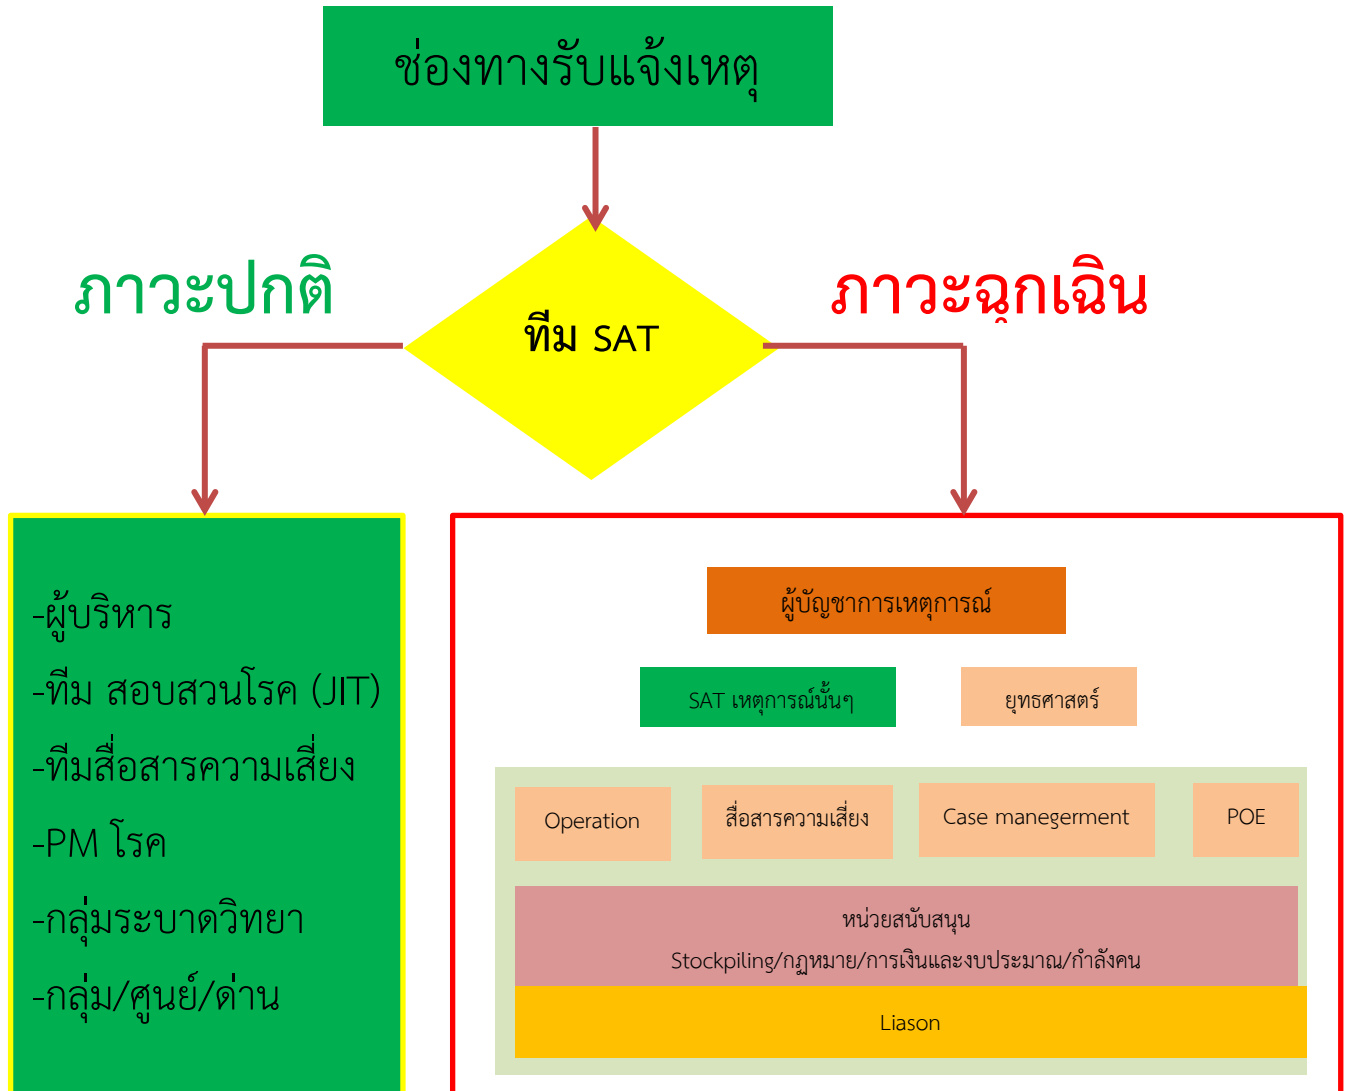 ช่องทางรับแจ้งเหตุ
ภาวะปกติ
ภาวะฉุกเฉิน
ทีม SAT
-ผู้บริหาร
-ทีม สอบสวนโรค (JIT)
-ทีมสื่อสารความเสี่ยง
-PM โรค
-กลุ่มระบาดวิทยา
-กลุ่ม/ศูนย์/ด่าน
ผู้บัญชาการเหตุการณ์
SAT เหตุการณ์นั้นๆ
ยุทธศาสตร์
Operation
สื่อสารความเสี่ยง
Case manegerment
POE
หน่วยสนับสนุน
Stockpiling/กฏหมาย/การเงินและงบประมาณ/กำลังคน
Liason